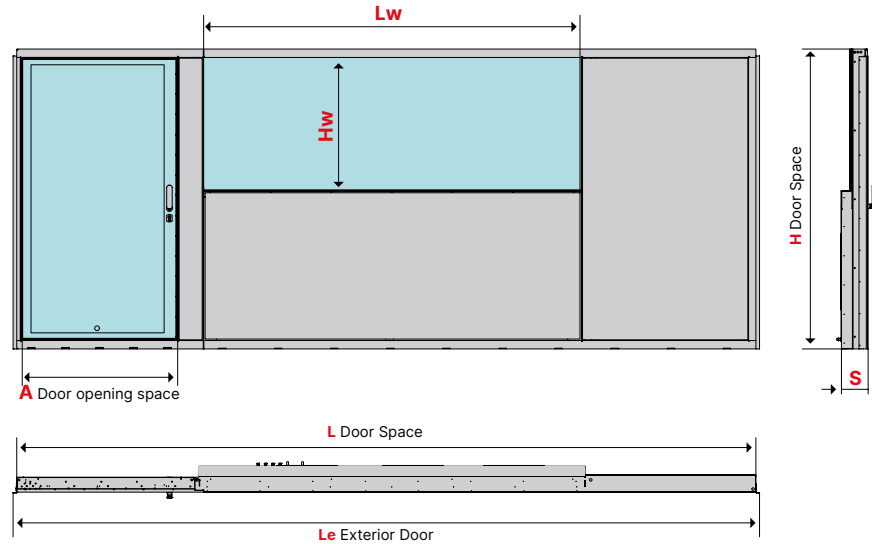 Lw
Hw
H Door Space
A Door opening space
S
L Door Space
Le Exterior Door